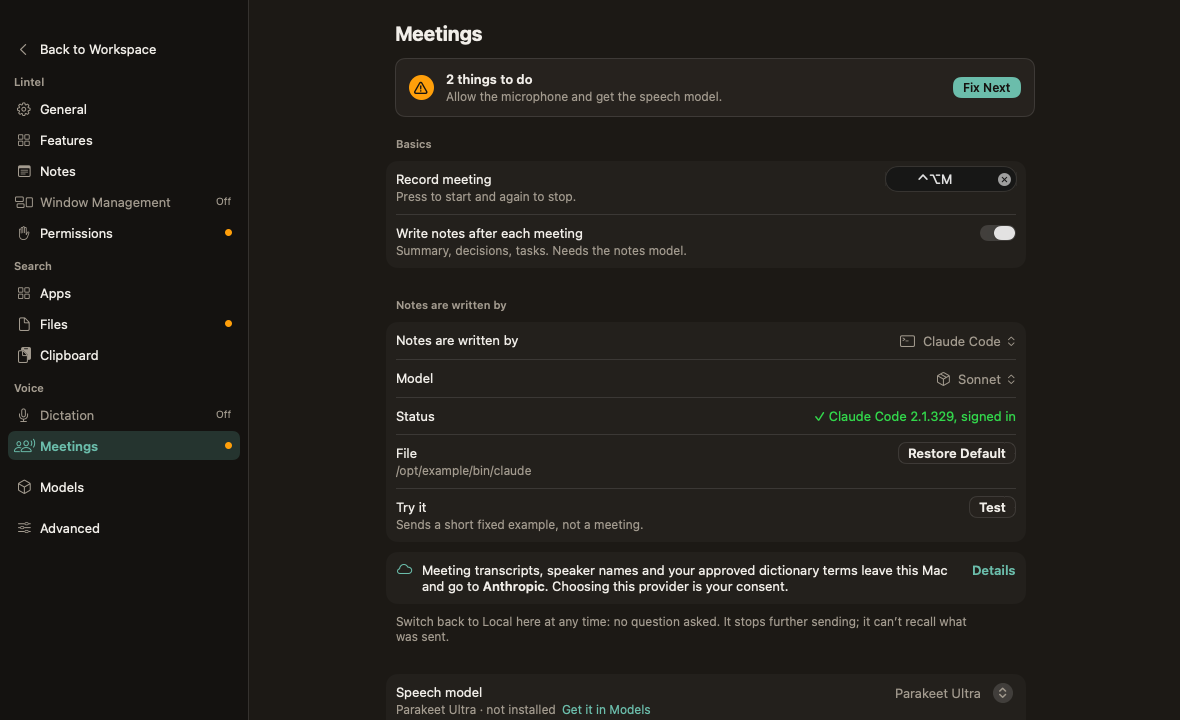 Back to Workspace
Lintel
General
Features
Notes
Window Management Off
Permissions
Search
Apps
Files
Clipboard
Voice
Dictation Off
Meetings
Models
Advanced
Meetings
2 things to do
Allow the microphone and get the speech model.
Fix Next
Basics
Record meeting
Press to start and again to stop.
⌃⌥M
Write notes after each meeting
Summary, decisions, tasks. Needs the notes model.
Notes are written by
Notes are written by
Claude Code
Model
Sonnet
Status
✓ Claude Code 2.1.329, signed in
File
/opt/example/bin/claude
Restore Default
Try it
Sends a short fixed example, not a meeting.
Test
Meeting transcripts, speaker names and your approved dictionary terms leave this Mac
and go to Anthropic. Choosing this provider is your consent.
Details
Switch back to Local here at any time: no question asked. It stops further sending; it can’t recall what
was sent.
Speech model
Parakeet Ultra · not installed Get it in Models
Parakeet Ultra